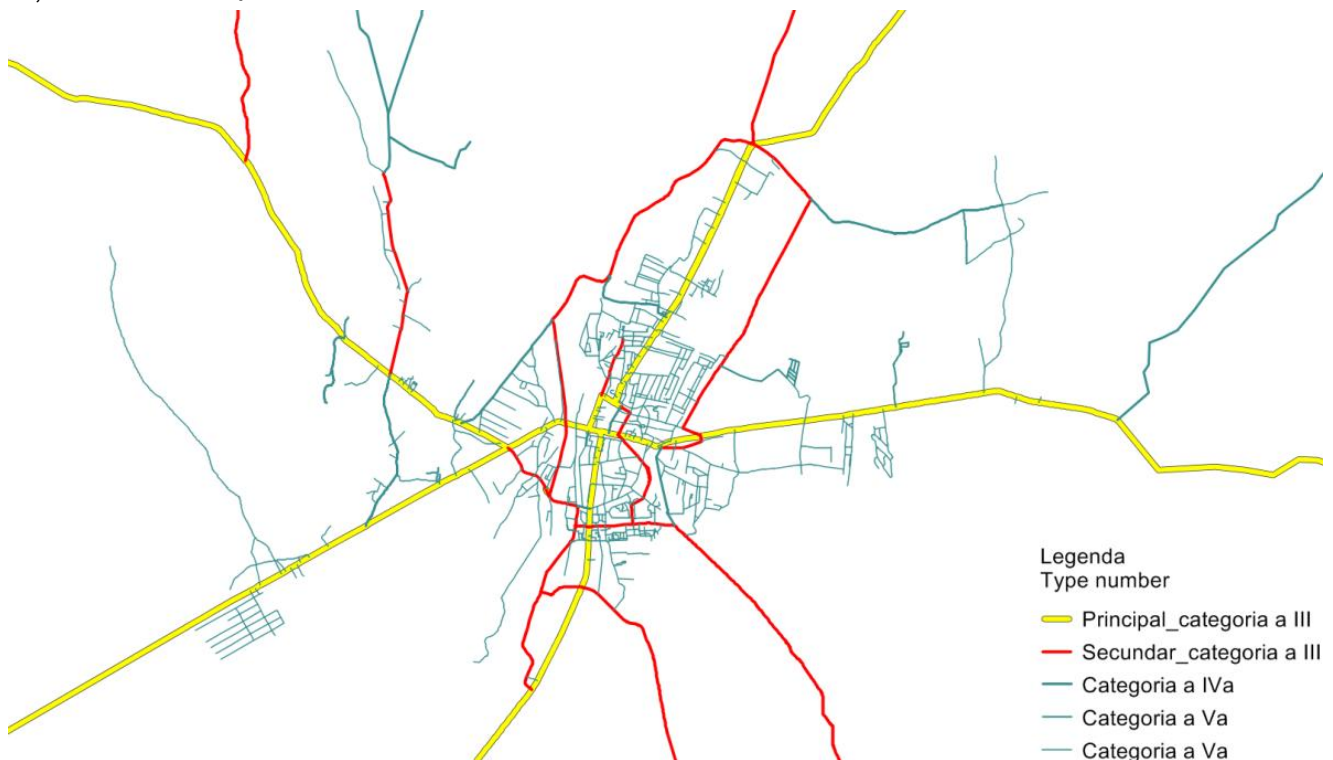 Legenda
Type number
Principal_categoria a III
Secundar_categoria a III
Categoria a IVa
Categoria a Va
Categoria a Va